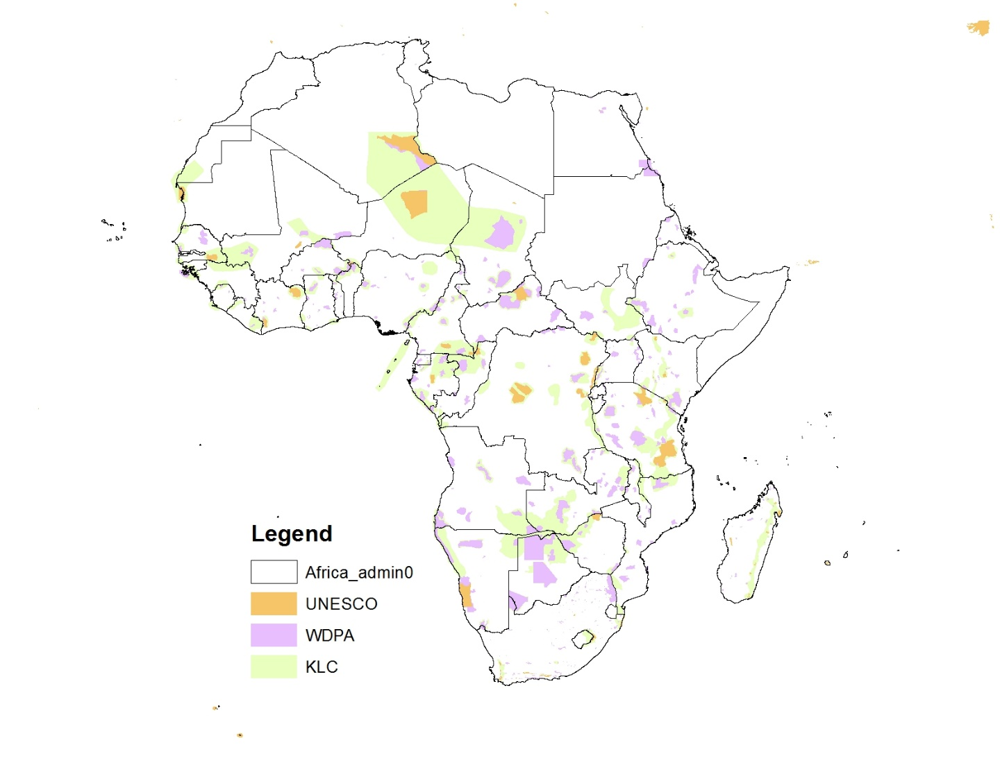 Legend
Africa_admin0
UNESCO
WDPA
KLC